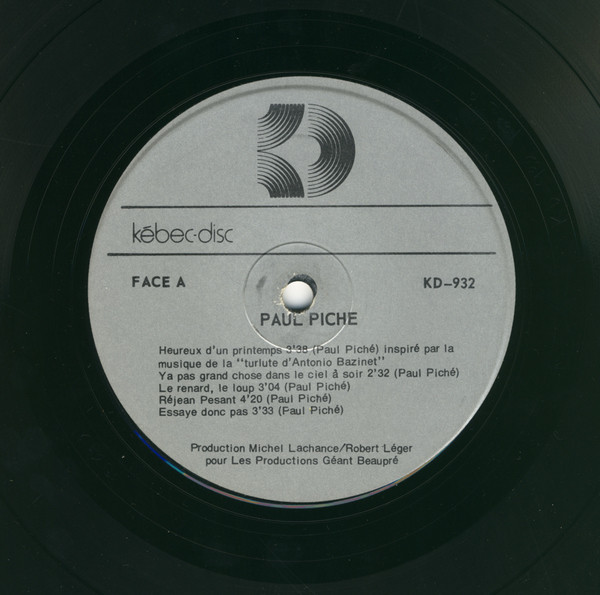 kébec-disc
FACE A
KD-932
PAUL PICHE
Heureux d'un printemps 3'38 (Paul Piché) inspiré par la
musique de la "turlute d'Antonio Bazinet"
Y a pas grand chose dans le ciel à soir 2'32 (Paul Piché)
Le renard, le loup 3'04 (Paul Piché)
Réjean Pesant 4'20 (Paul Piché)
Essaye donc pas 3'33 (Paul Piché)
Production Michel Lachance/Robert Léger
pour Les Productions Géant Beaupré